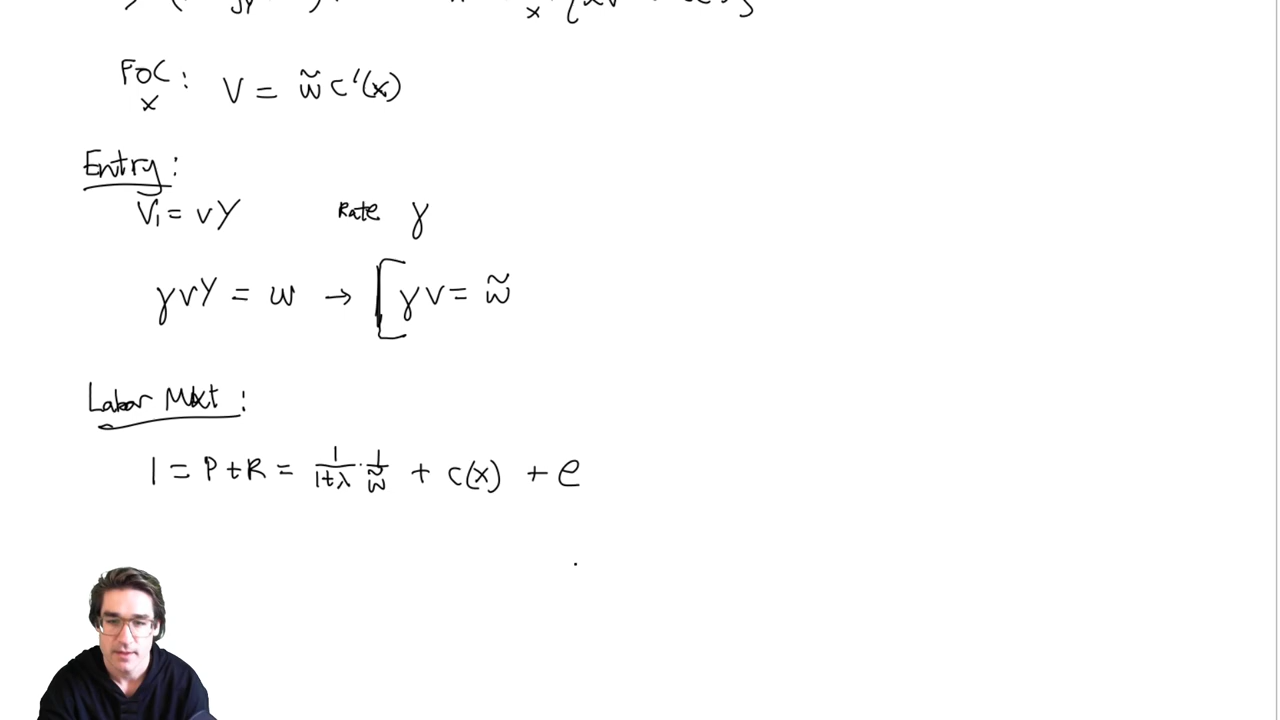 FOC : V = w̃ c'(x)
x
Entry :
V₁ = vY Rate γ
γvY = w → [ γv = w̃
Labor Mkt :
1 = P + R = 1/(1+λ) · 1/w̃ + c(x) + e